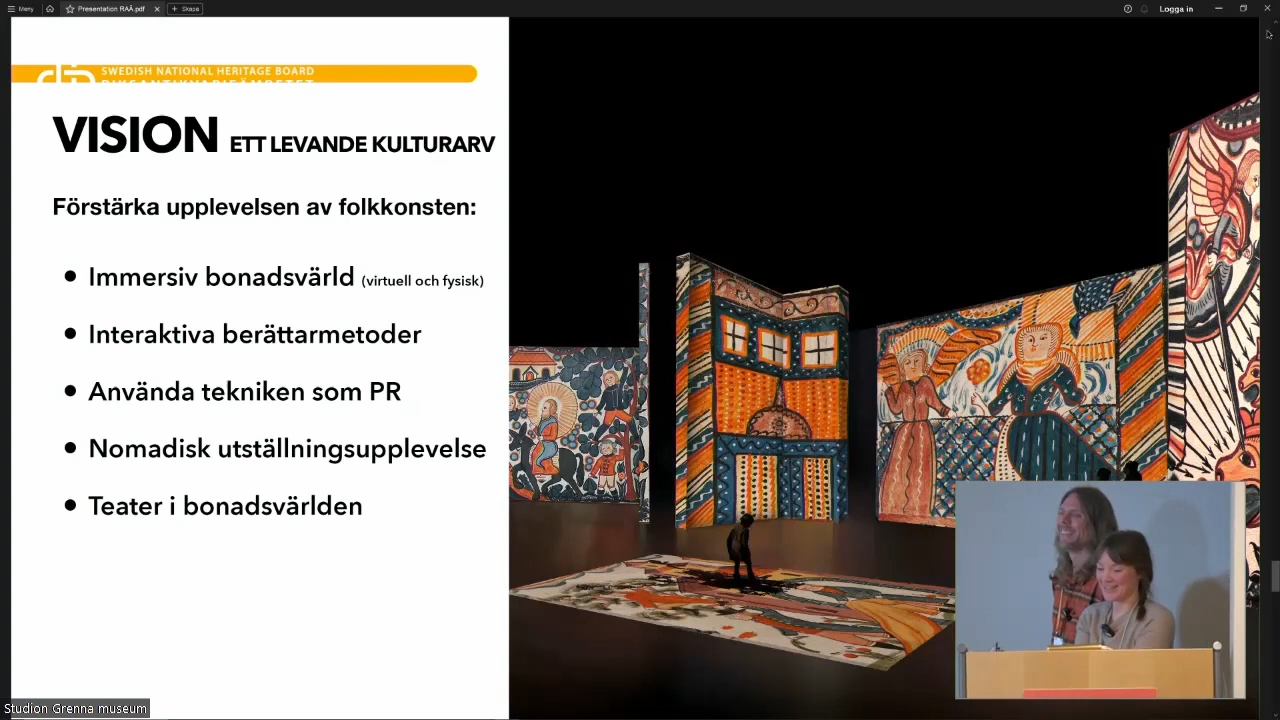 Meny
Presentation RAÄ.pdf
Skapa
Logga in
SWEDISH NATIONAL HERITAGE BOARD
RIKSANTIKVARIEÄMBETET
VISION ETT LEVANDE KULTURARV
Förstärka upplevelsen av folkkonsten:
• Immersiv bonadsvärld (virtuell och fysisk)
• Interaktiva berättarmetoder
• Använda tekniken som PR
• Nomadisk utställningsupplevelse
• Teater i bonadsvärlden
Studion Grenna museum